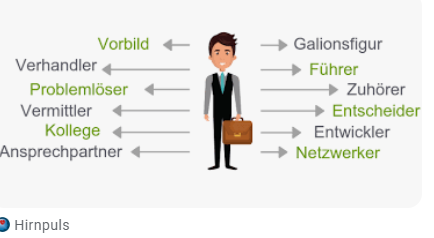 Vorbild
Galionsfigur
Verhandler
Führer
Problemlöser
Zuhörer
Vermittler
Entscheider
Kollege
Entwickler
Ansprechpartner
Netzwerker
Hirnpuls